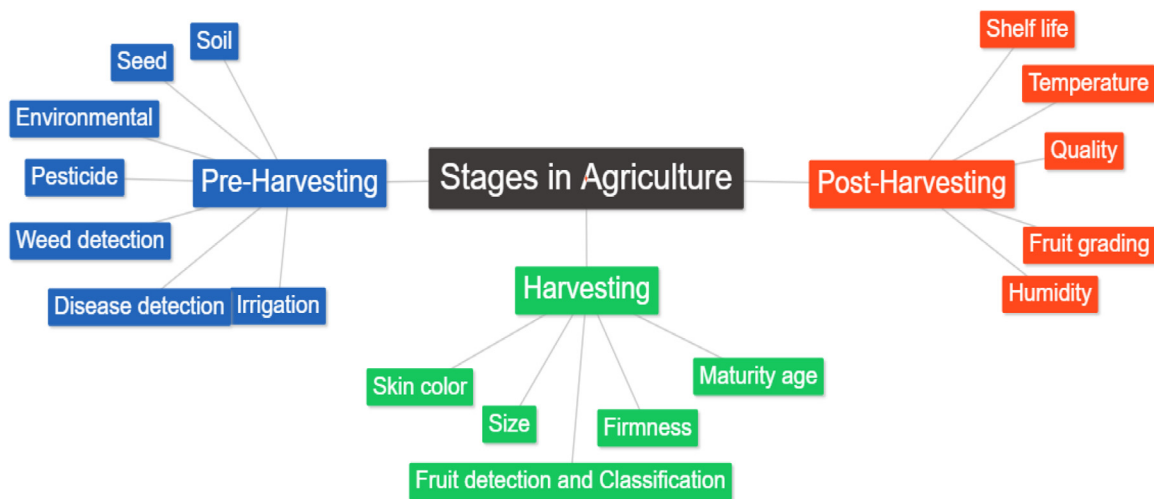 Stages in Agriculture
Pre-Harvesting
Soil
Seed
Environmental
Pesticide
Weed detection
Disease detection
Irrigation
Harvesting
Skin color
Size
Fruit detection and Classification
Firmness
Maturity age
Post-Harvesting
Shelf life
Temperature
Quality
Fruit grading
Humidity